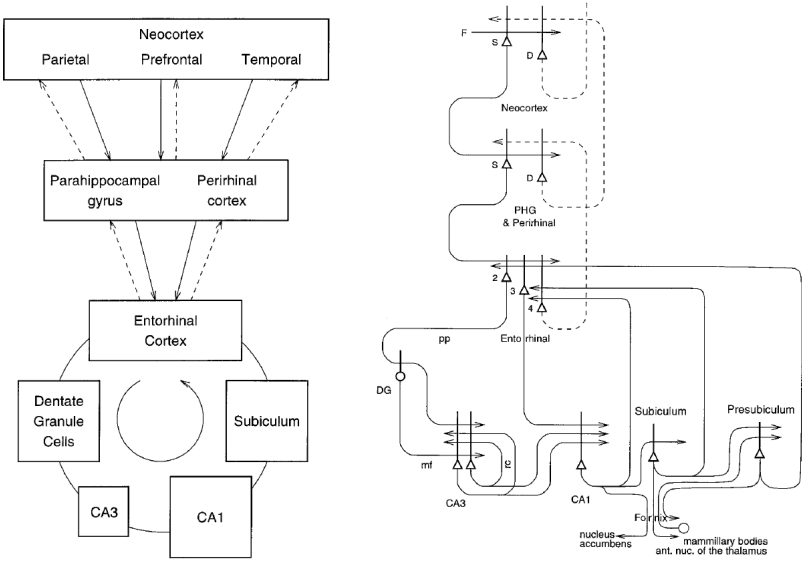 Neocortex
Parietal Prefrontal Temporal
Parahippocampal
gyrus
Perirhinal
cortex
Entorhinal
Cortex
Dentate
Granule
Cells
Subiculum
CA3
CA1
F
S
D
Neocortex
S
D
PHG
& Perirhinal
2
3
4
pp
Entorhinal
DG
Subiculum
Presubiculum
mf
rc
CA3
CA1
Fornix
nucleus
accumbens
mammillary bodies
ant. nuc. of the thalamus